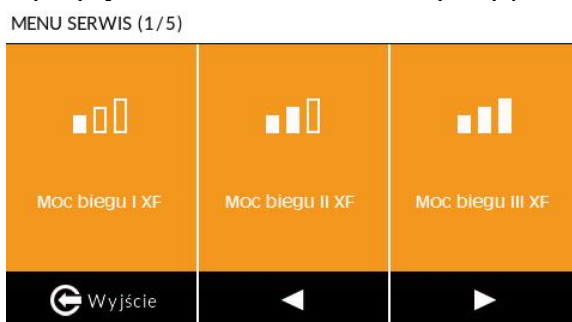 MENU SERWIS (1/5)
Moc biegu I XF
Moc biegu II XF
Moc biegu III XF
Wyjście